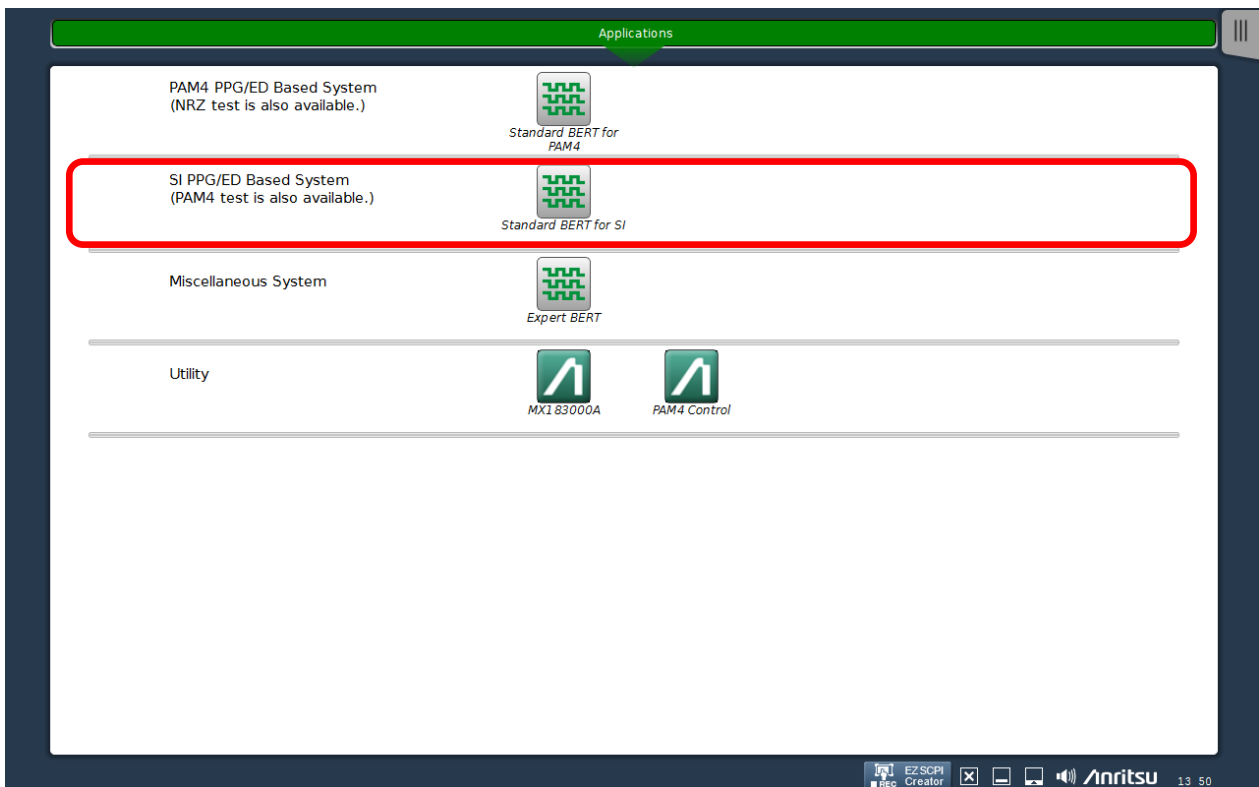 Applications
PAM4 PPG/ED Based System
(NRZ test is also available.)
Standard BERT for
PAM4
SI PPG/ED Based System
(PAM4 test is also available.)
Standard BERT for SI
Miscellaneous System
Expert BERT
Utility
MX183000A
PAM4 Control
REC
EZSCPI
Creator
Anritsu
13 50